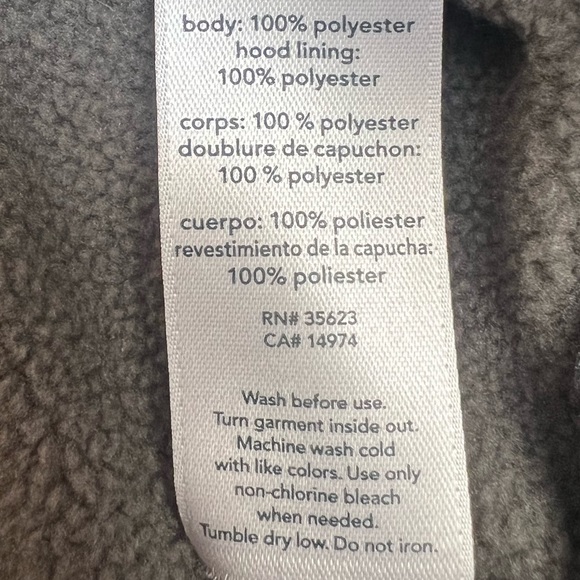 body: 100% polyester
hood lining:
100% polyester
corps: 100 % polyester
doublure de capuchon:
100 % polyester
cuerpo: 100% poliester
revestimiento de la capucha:
100% poliester
RN# 35623
CA# 14974
Wash before use.
Turn garment inside out.
Machine wash cold
with like colors. Use only
non-chlorine bleach
when needed.
Tumble dry low. Do not iron.